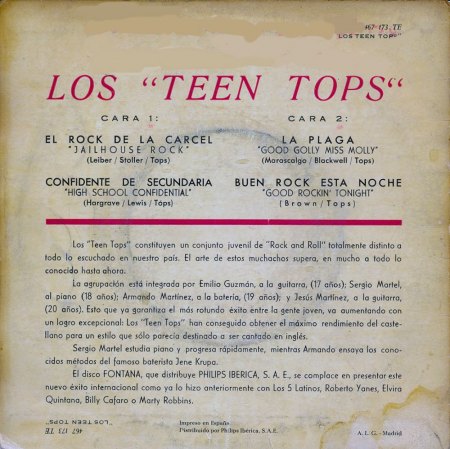 467-173 TE
LOS TEEN TOPS"
LOS “TEEN TOPS“
CARA 1:
CARA 2:
EL ROCK DE LA CARCEL
"JAILHOUSE ROCK"
(Leiber / Stoller / Tops)
LA PLAGA
"GOOD GOLLY MISS MOLLY"
(Morascalgo / Blackwell / Tops)
CONFIDENTE DE SECUNDARIA
"HIGH SCHOOL CONFIDENTIAL"
(Hargrave / Lewis / Tops)
BUEN ROCK ESTA NOCHE
"GOOD ROCKIN' TONIGHT"
(Brown / Tops)
Los "Teen Tops" constituyen un conjunto juvenil de "Rock and Roll" totalmente distinto a
todo lo escuchado en nuestro país. El arte de estos muchachos supera, en mucho a todo lo
conocido hasta ahora.
La agrupación está integrada por Emilio Guzmán, a la guitarra, (17 años); Sergio Martel,
al piano (18 años); Armando Martínez, a la batería, (19 años); y Jesús Martínez, a la guitarra,
(20 años). Esto que ya garantiza el más rotundo éxito entre la gente joven, va aumentando con
un logro excepcional: Los "Teen Tops" han conseguido obtener el máximo rendimiento del caste-
llano para un estilo que sólo parecía destinado a ser cantado en inglés.
Sergio Martel estudia piano y progresa rápidamente, mientras Armando ensaya los cono-
cidos métodos del famoso baterista Jene Krupa.
El disco FONTANA, que distribuye PHILIPS IBERICA, S. A. E., se complace en presentar este
nuevo éxito internacional como ya lo hizo anteriormente con Los 5 Latinos, Roberto Yanes, Elvira
Quintana, Billy Cafaro o Marty Robbins.
"LOS TEEN TOPS"
467 173 TE
Impreso en España
Distribuido por Philips Ibérica, S.A.E.
A. L. G. - Madrid